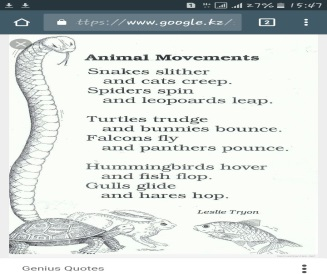 27% 15:47
ttps://www.google.kz/ 2
Animal Movements
Snakes slither
and cats creep.
Spiders spin
and leopoards leap.
Turtles trudge
and bunnies bounce.
Falcons fly
and panthers pounce.
Hummingbirds hover
and fish flop.
Gulls glide
and hares hop.
Leslie Tryon
Genius Quotes